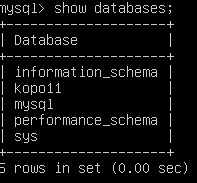 mysql> show databases;
+--------------------+
| Database           |
+--------------------+
| information_schema |
| kopo11             |
| mysql              |
| performance_schema |
| sys                |
+--------------------+
5 rows in set (0.00 sec)